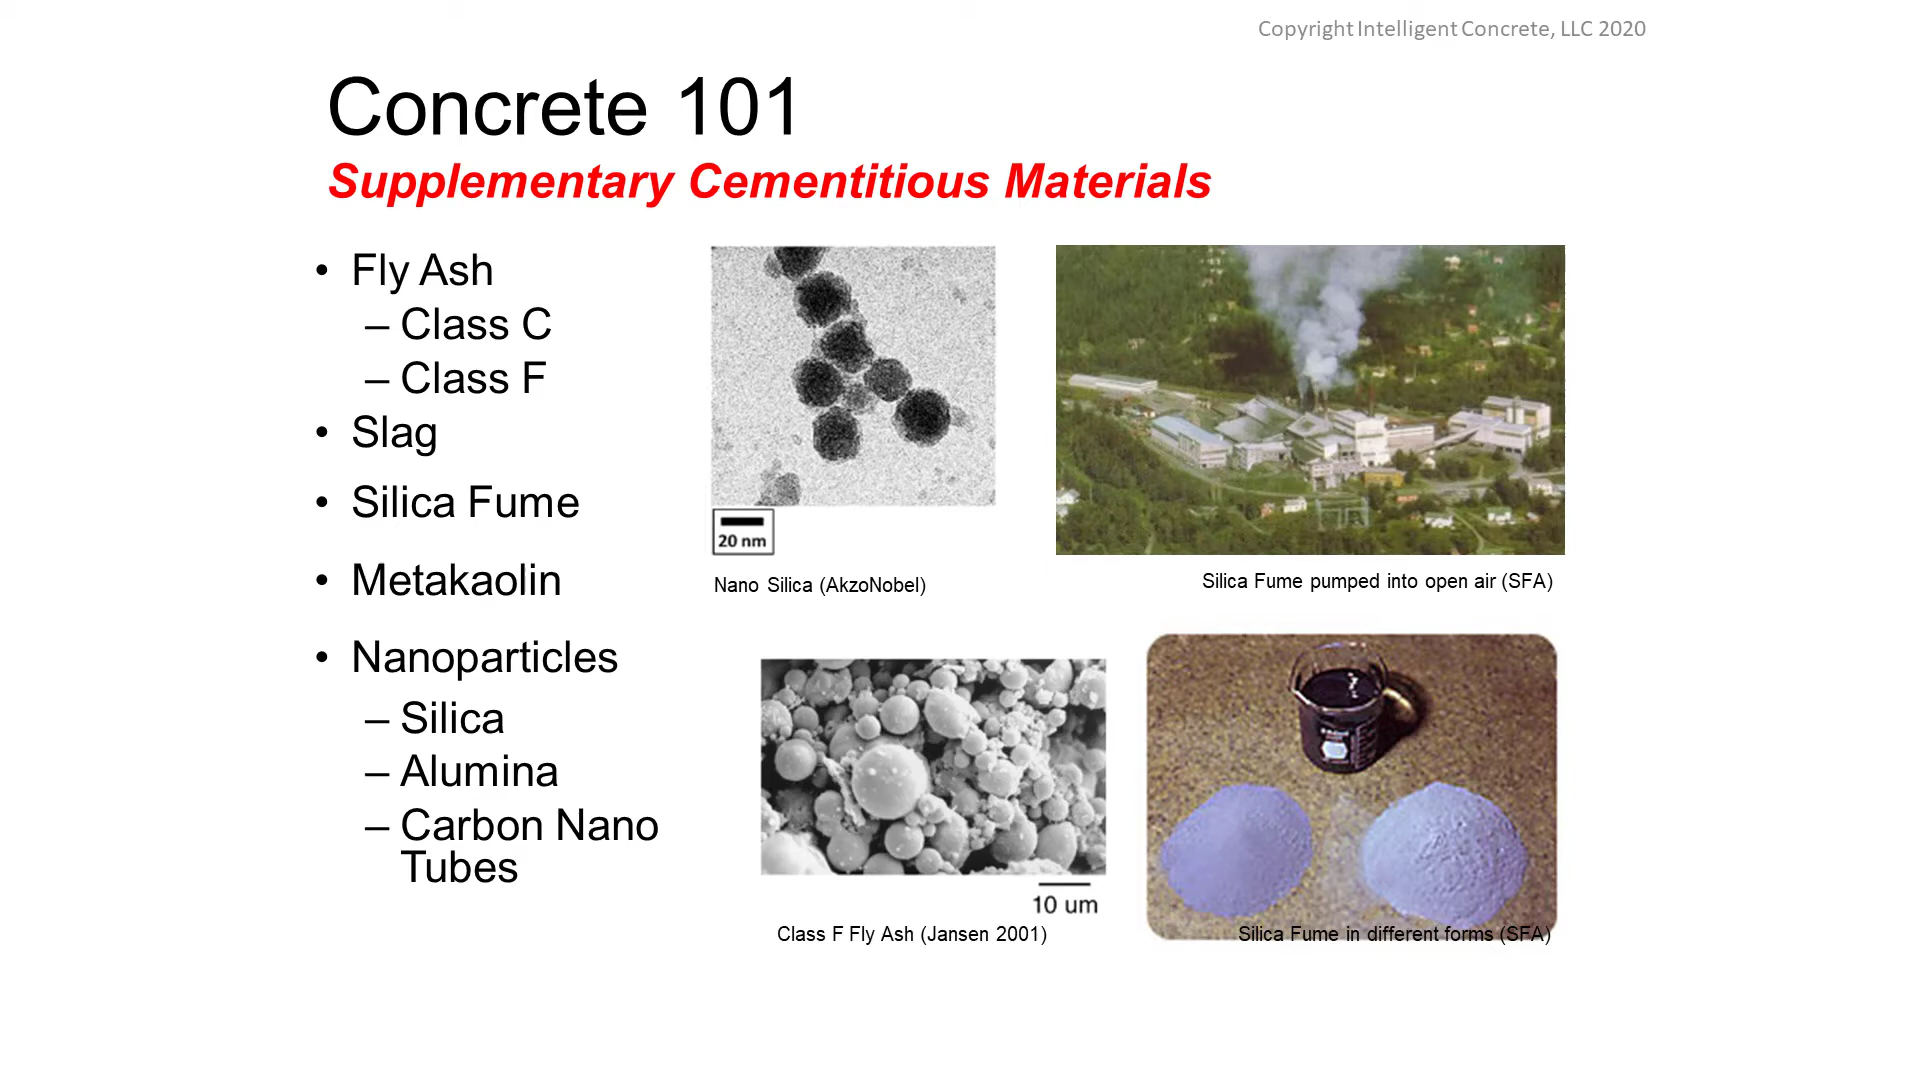 Copyright Intelligent Concrete, LLC 2020
Concrete 101
Supplementary Cementitious Materials
• Fly Ash
– Class C
– Class F
• Slag
• Silica Fume
• Metakaolin
• Nanoparticles
– Silica
– Alumina
– Carbon Nano
Tubes
20 nm
Nano Silica (AkzoNobel)
Silica Fume pumped into open air (SFA)
10 um
Class F Fly Ash (Jansen 2001)
Silica Fume in different forms (SFA)